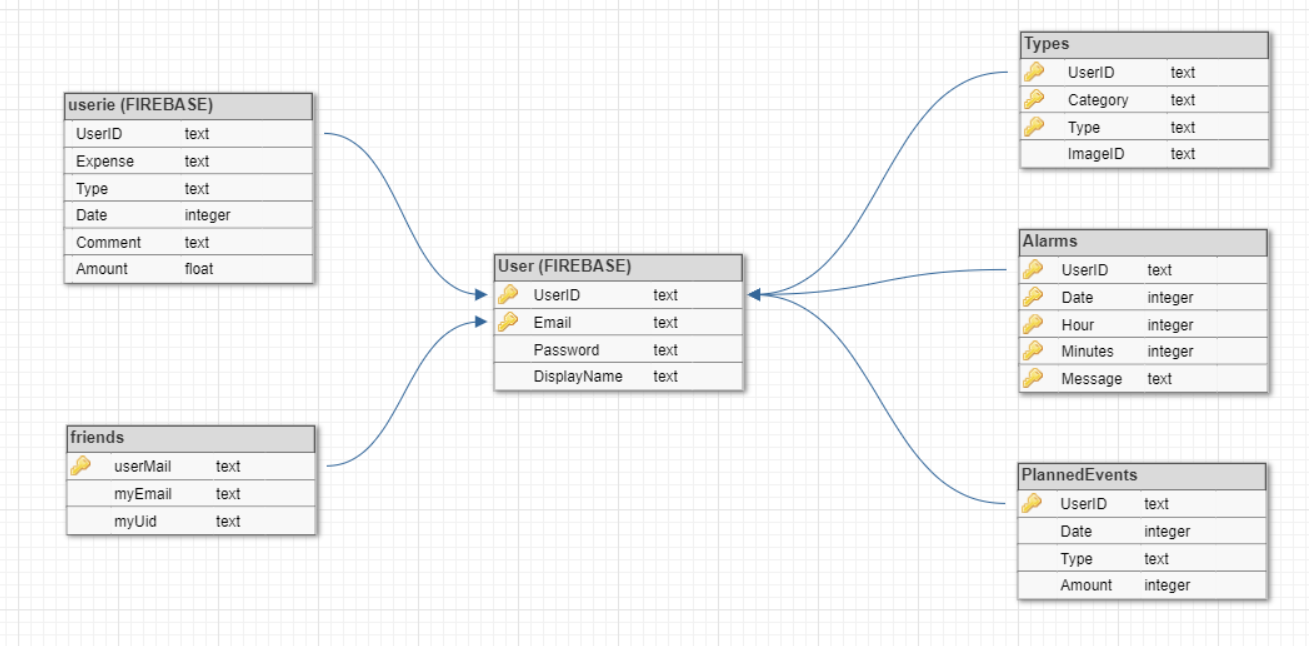 userie (FIREBASE)
UserID text
Expense text
Type text
Date integer
Comment text
Amount float
friends
userMail text
myEmail text
myUid text
User (FIREBASE)
UserID text
Email text
Password text
DisplayName text
Types
UserID text
Category text
Type text
ImageID text
Alarms
UserID text
Date integer
Hour integer
Minutes integer
Message text
PlannedEvents
UserID text
Date integer
Type text
Amount integer